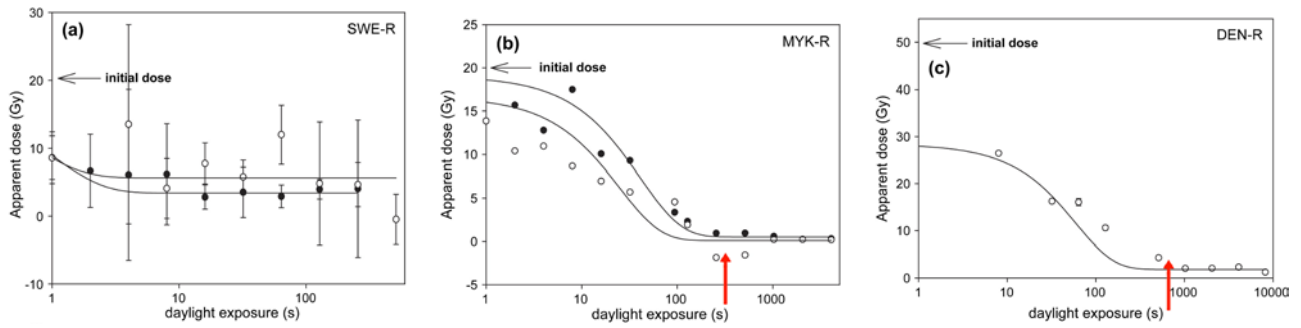 (a)
SWE-R
initial dose
Apparent dose (Gy)
30
20
10
0
-10
1
10
100
daylight exposure (s)
(b)
MYK-R
initial dose
Apparent dose (Gy)
25
20
15
10
5
0
-5
1
10
100
1000
daylight exposure (s)
(c)
DEN-R
initial dose
Apparent dose (Gy)
50
40
30
20
10
0
1
10
100
1000
10000
daylight exposure (s)